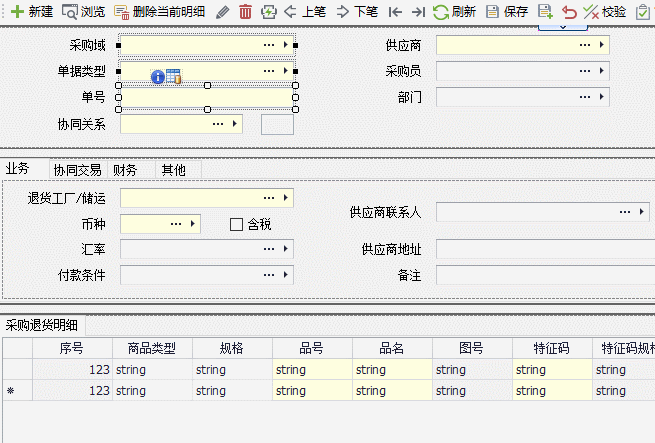 新建 浏览 删除当前明细 上笔 下笔 刷新 保存 校验
采购域 供应商
单据类型 采购员
单号 部门
协同关系
业务 协同交易 财务 其他
退货工厂/储运
供应商联系人
币种 含税
汇率 供应商地址
付款条件 备注
采购退货明细
序号 商品类型 规格 品号 品名 图号 特征码 特征码规格
123 string string string string string string string
* 123 string string string string string string string